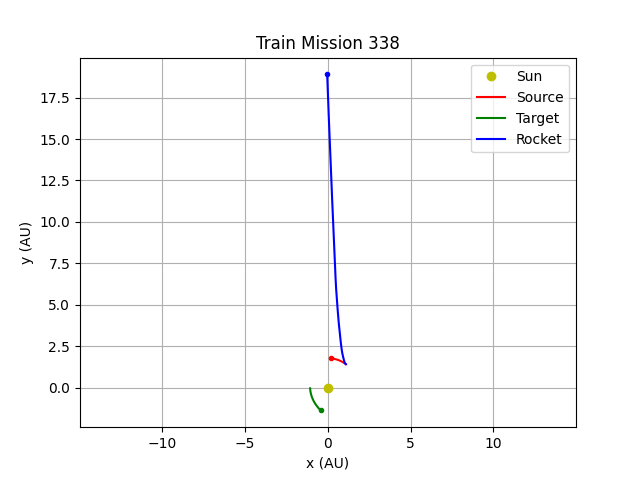 Train Mission 338
Sun
Source
Target
Rocket
17.5
15.0
12.5
10.0
7.5
5.0
2.5
0.0
y (AU)
−10
−5
0
5
10
x (AU)